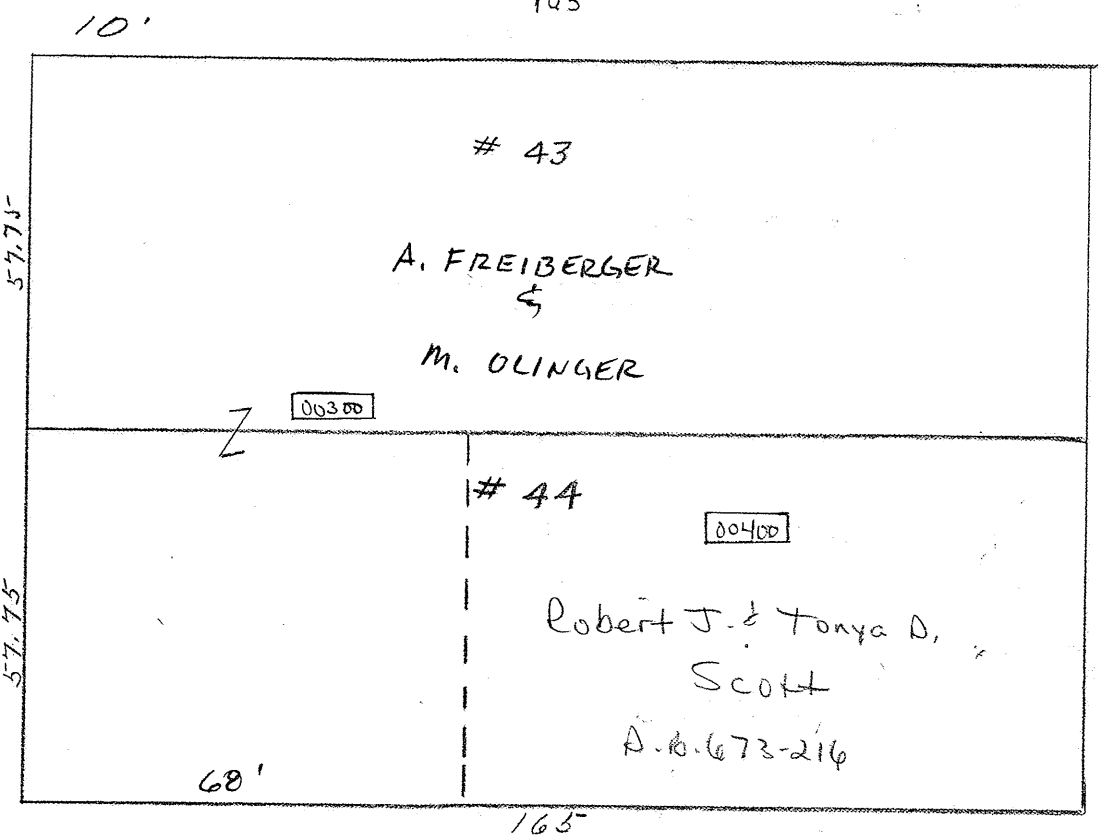 165
10'
# 43
57.75
A. FREIBERGER
&
M. OLINGER
00300
Z
# 44
00400
57.75
Robert J. & Tonya D.
Scott
D.B. 673-216
68'
165